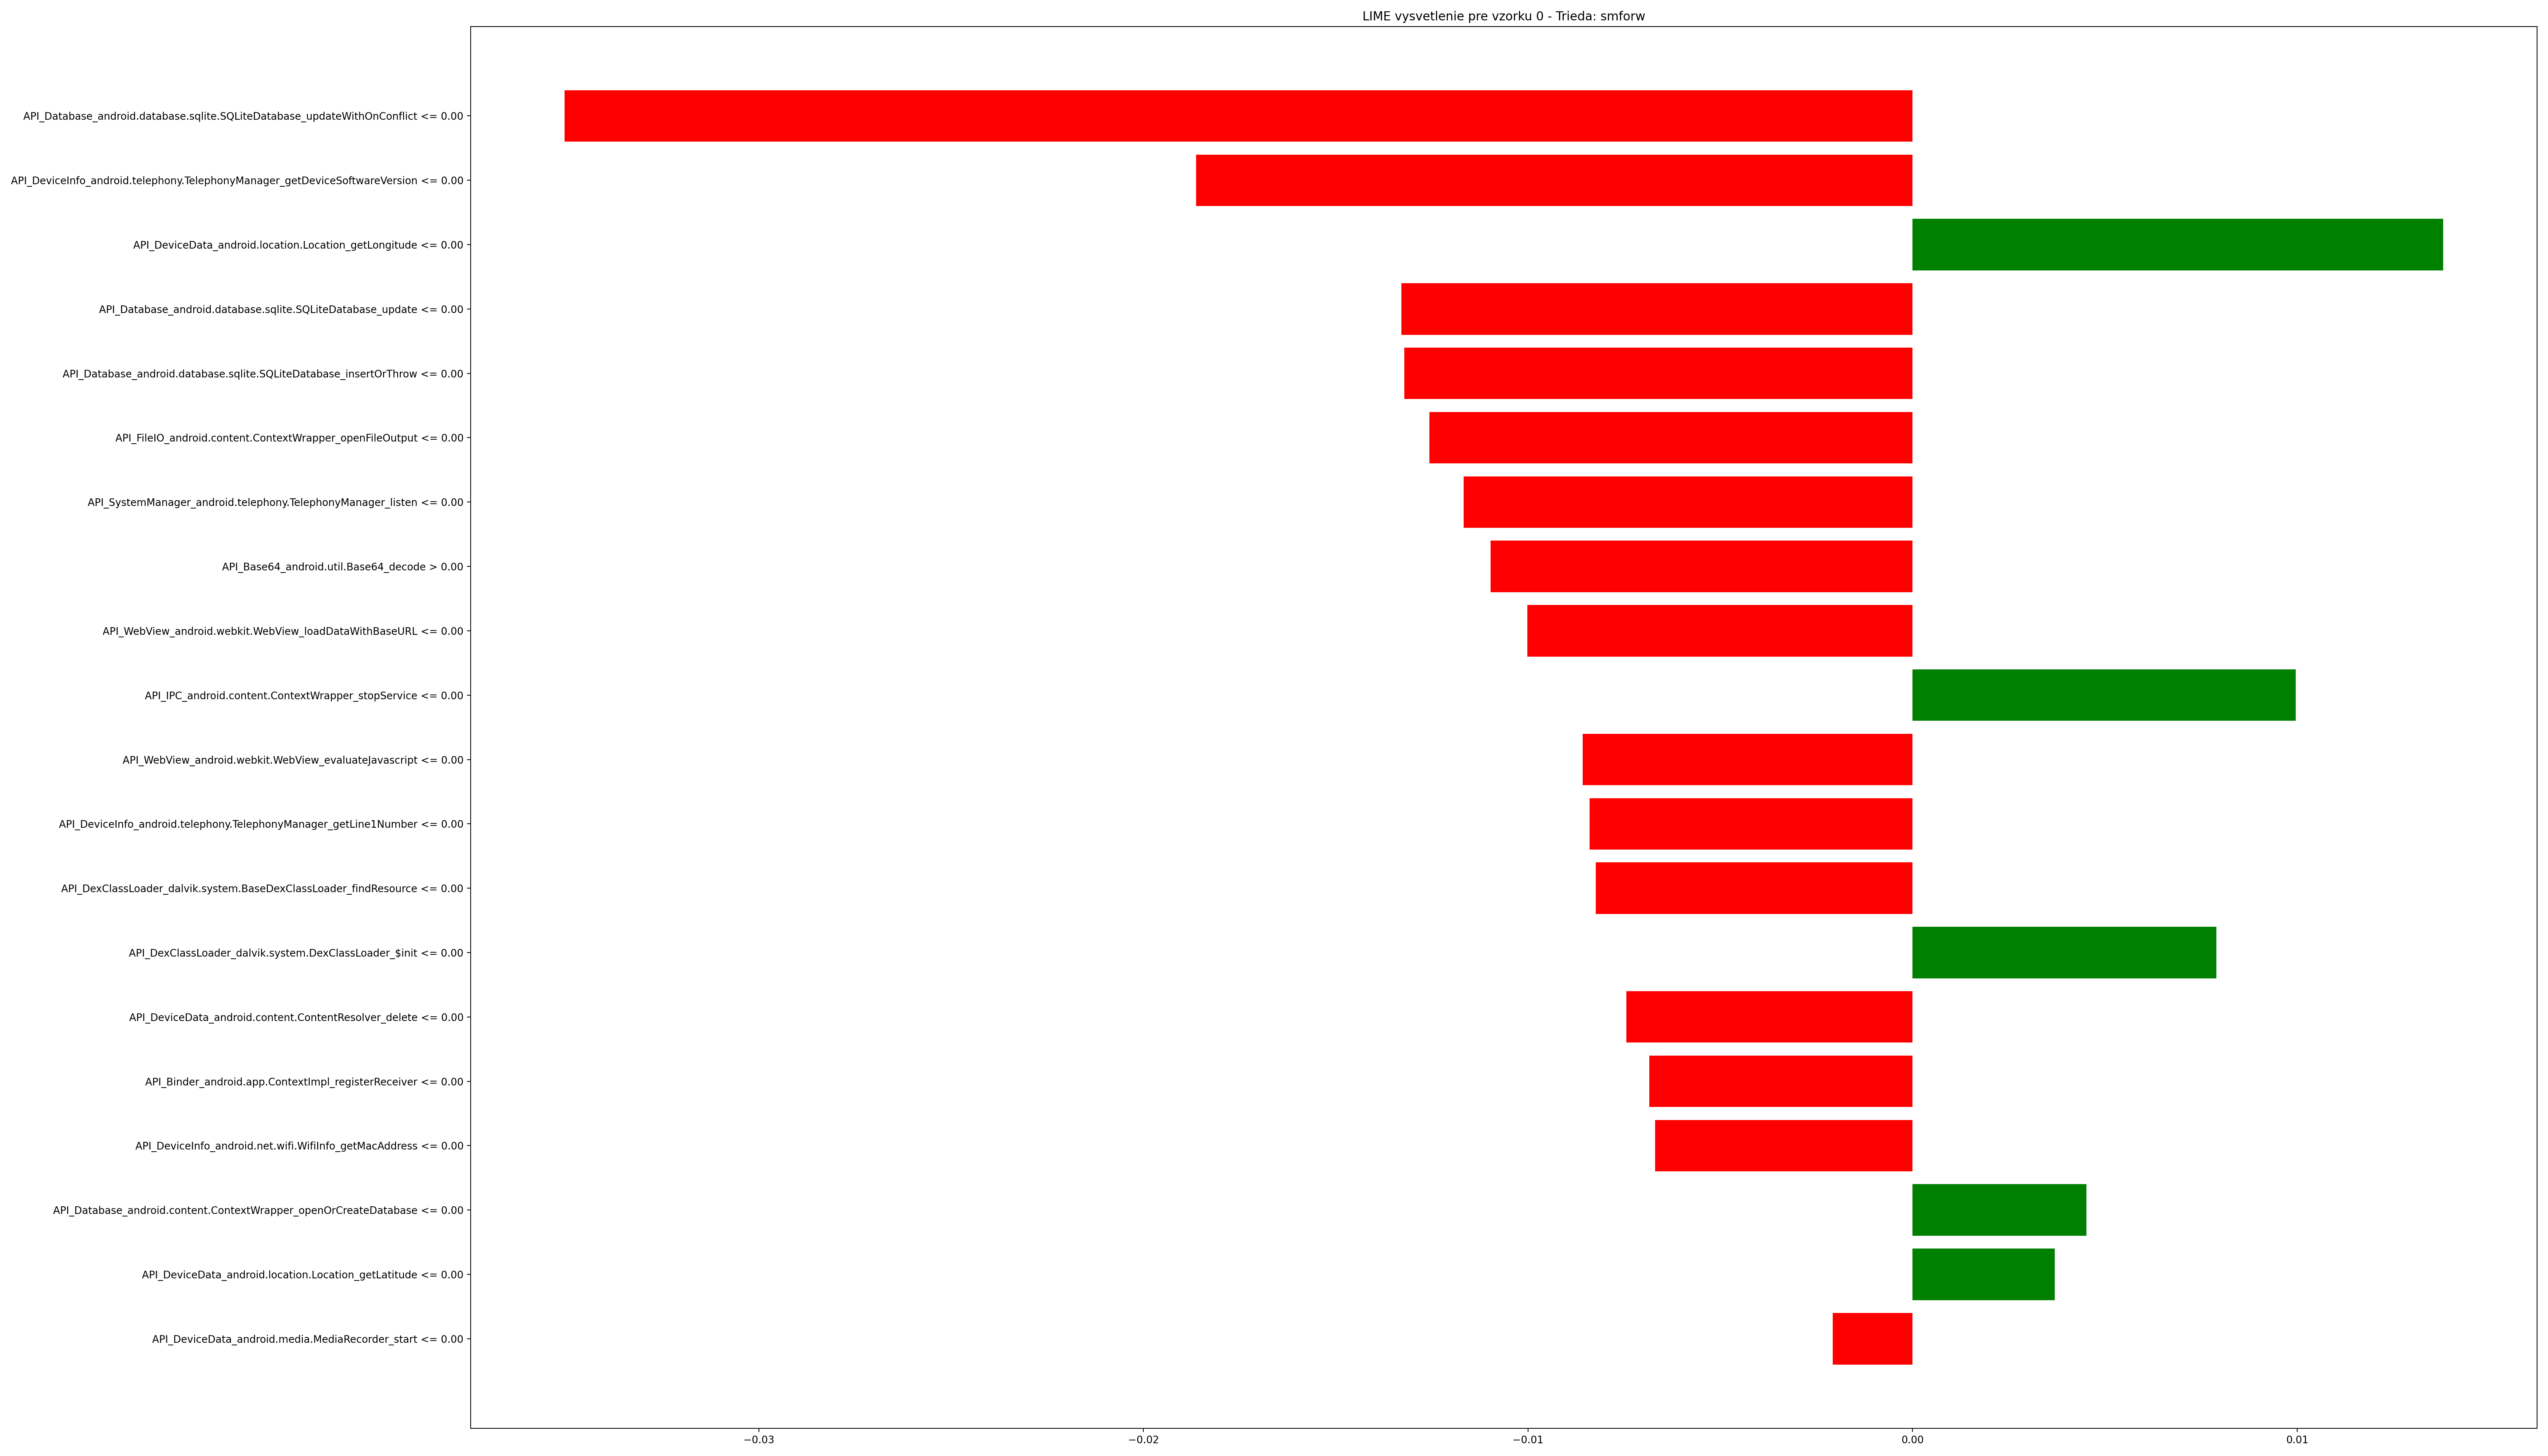 LIME vysvetlenie pre vzorku 0 - Trieda: smforw
API_Database_android.database.sqlite.SQLiteDatabase_updateWithOnConflict <= 0.00
API_DeviceInfo_android.telephony.TelephonyManager_getDeviceSoftwareVersion <= 0.00
API_DeviceData_android.location.Location_getLongitude <= 0.00
API_Database_android.database.sqlite.SQLiteDatabase_update <= 0.00
API_Database_android.database.sqlite.SQLiteDatabase_insertOrThrow <= 0.00
API_FileIO_android.content.ContextWrapper_openFileOutput <= 0.00
API_SystemManager_android.telephony.TelephonyManager_listen <= 0.00
API_Base64_android.util.Base64_decode > 0.00
API_WebView_android.webkit.WebView_loadDataWithBaseURL <= 0.00
API_IPC_android.content.ContextWrapper_stopService <= 0.00
API_WebView_android.webkit.WebView_evaluateJavascript <= 0.00
API_DeviceInfo_android.telephony.TelephonyManager_getLine1Number <= 0.00
API_DexClassLoader_dalvik.system.BaseDexClassLoader_findResource <= 0.00
API_DexClassLoader_dalvik.system.DexClassLoader_$init <= 0.00
API_DeviceData_android.content.ContentResolver_delete <= 0.00
API_Binder_android.app.ContextImpl_registerReceiver <= 0.00
API_DeviceInfo_android.net.wifi.WifiInfo_getMacAddress <= 0.00
API_Database_android.content.ContextWrapper_openOrCreateDatabase <= 0.00
API_DeviceData_android.location.Location_getLatitude <= 0.00
API_DeviceData_android.media.MediaRecorder_start <= 0.00
−0.03 −0.02 −0.01 0.00 0.01